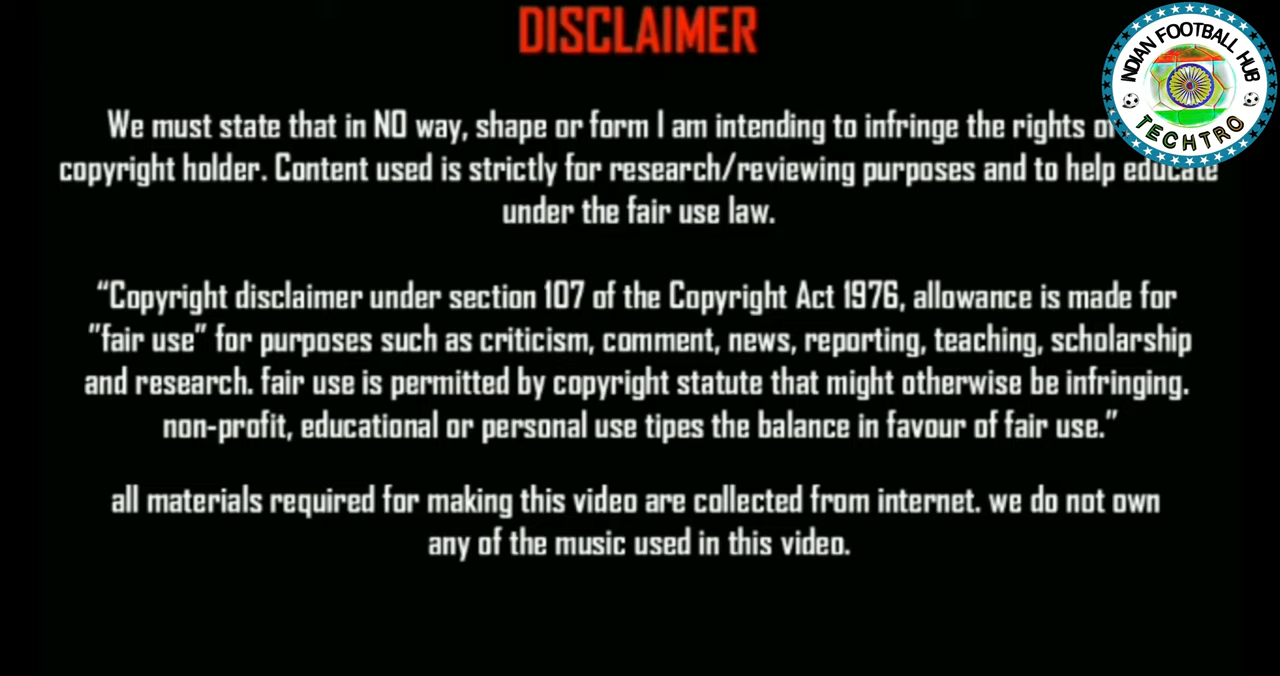 DISCLAIMER
INDIAN FOOTBALL HUB
TECHTRO
We must state that in NO way, shape or form I am intending to infringe the rights of
copyright holder. Content used is strictly for research/reviewing purposes and to help educate
under the fair use law.
“Copyright disclaimer under section 107 of the Copyright Act 1976, allowance is made for
"fair use" for purposes such as criticism, comment, news, reporting, teaching, scholarship
and research. fair use is permitted by copyright statute that might otherwise be infringing.
non-profit, educational or personal use tipes the balance in favour of fair use.”
all materials required for making this video are collected from internet. we do not own
any of the music used in this video.